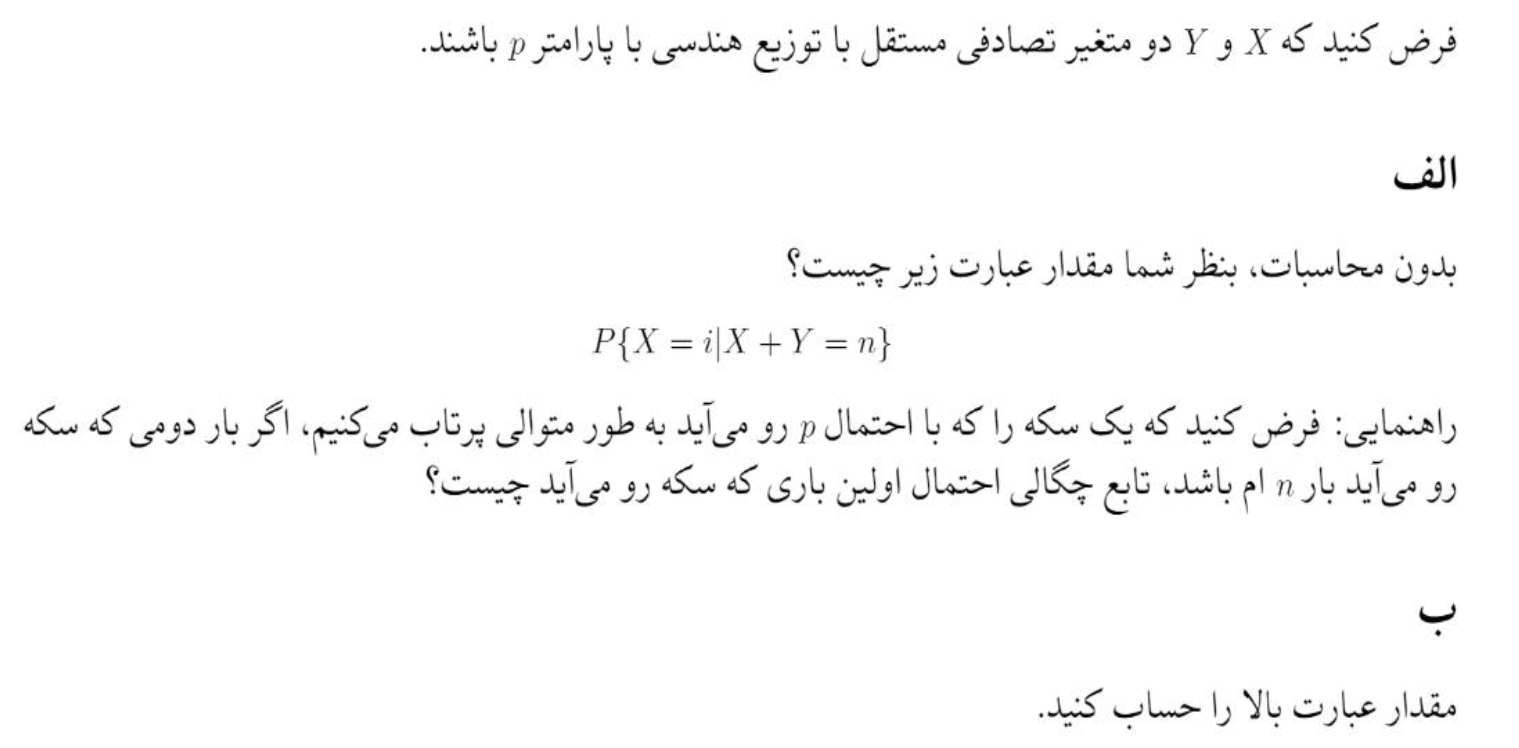 فرض کنید که X و Y دو متغیر تصادفی مستقل با توزیع هندسی با پارامتر p باشند.
الف
بدون محاسبات، بنظر شما مقدار عبارت زیر چیست؟
P{X = i|X + Y = n}
راهنمایی: فرض کنید که یک سکه را که با احتمال p رو می‌آید به طور متوالی پرتاب می‌کنیم، اگر بار دومی که سکه
رو می‌آید بار n ام باشد، تابع چگالی احتمال اولین باری که سکه رو می‌آید چیست؟
ب
مقدار عبارت بالا را حساب کنید.